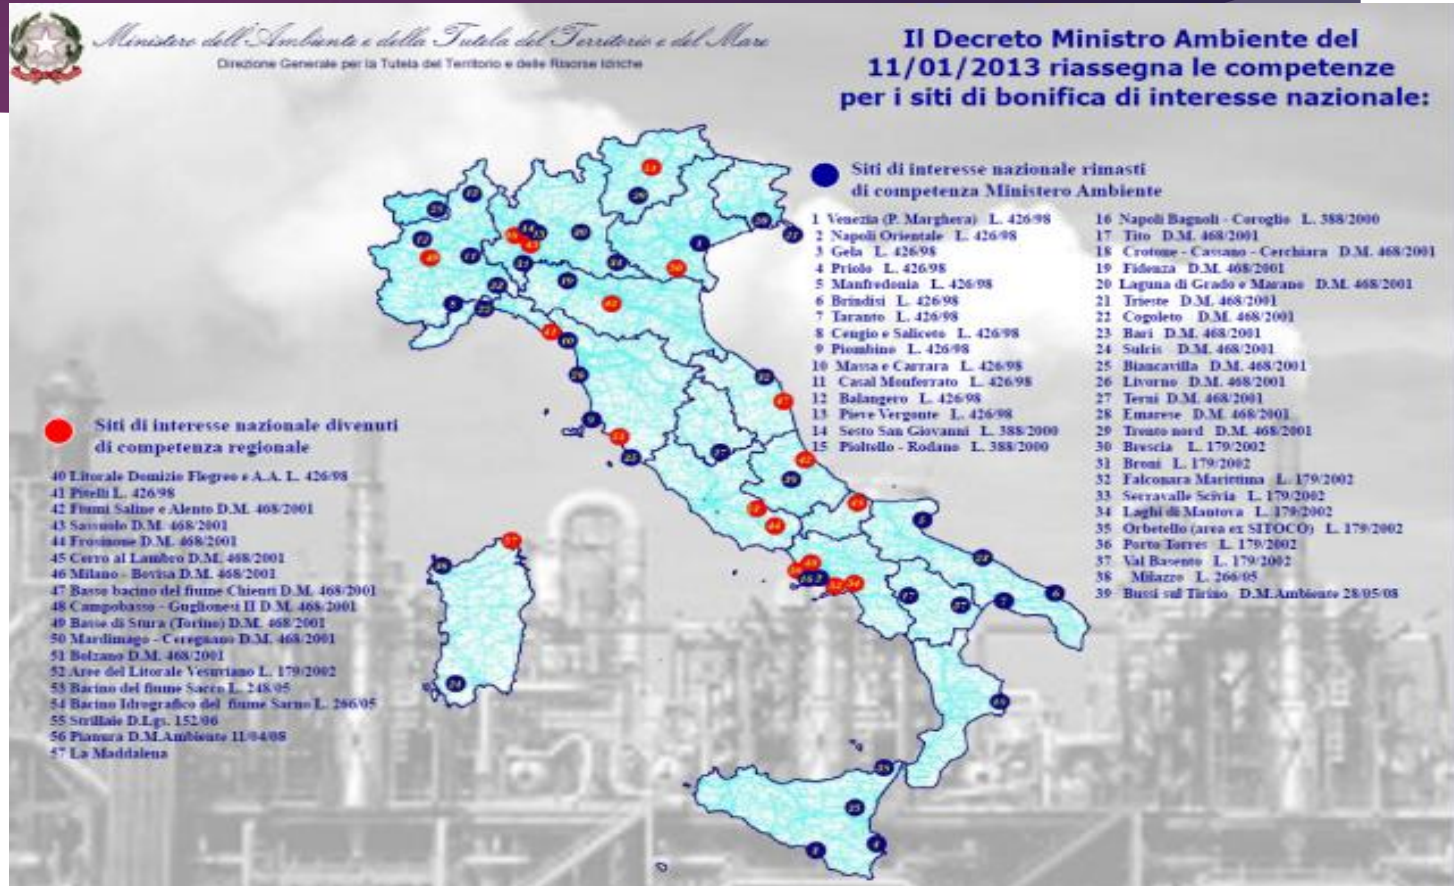 Ministero dell'Ambiente e della Tutela del Territorio e del Mare
Direzione Generale per la Tutela del Territorio e delle Risorse Idriche
Il Decreto Ministro Ambiente del
11/01/2013 riassegna le competenze
per i siti di bonifica di interesse nazionale:
Siti di interesse nazionale rimasti
di competenza Ministero Ambiente
1 Venezia (P. Marghera) L. 426/98
2 Napoli Orientale L. 426/98
3 Gela L. 426/98
4 Priolo L. 426/98
5 Manfredonia L. 426/98
6 Brindisi L. 426/98
7 Taranto L. 426/98
8 Cengio e Saliceto L. 426/98
9 Piombino L. 426/98
10 Massa e Carrara L. 426/98
11 Casal Monferrato L. 426/98
12 Balangero L. 426/98
13 Pieve Vergonte L. 426/98
14 Sesto San Giovanni L. 388/2000
15 Pioltello - Rodano L. 388/2000
16 Napoli Bagnoli - Coroglio L. 388/2000
17 Tito D.M. 468/2001
18 Crotone - Cassano - Cerchiara D.M. 468/2001
19 Fidenza D.M. 468/2001
20 Laguna di Grado e Marano D.M. 468/2001
21 Trieste D.M. 468/2001
22 Cogoleto D.M. 468/2001
23 Bari D.M. 468/2001
24 Sulcis D.M. 468/2001
25 Biancavilla D.M. 468/2001
26 Livorno D.M. 468/2001
27 Terni D.M. 468/2001
28 Emarese D.M. 468/2001
29 Trento nord D.M. 468/2001
30 Brescia L. 179/2002
31 Broni L. 179/2002
32 Falconara Marittima L. 179/2002
33 Serravalle Scivia L. 179/2002
34 Laghi di Mantova L. 179/2002
35 Orbetello (area ex SITOCO) L. 179/2002
36 Porto Torres L. 179/2002
37 Val Basento L. 179/2002
38 Milazzo L. 266/05
39 Bussi sul Tirino D.M.Ambiente 28/05/08
Siti di interesse nazionale divenuti
di competenza regionale
40 Litorale Domizio Flegreo e A.A. L. 426/98
41 Pitelli L. 426/98
42 Fiumi Saline e Alento D.M. 468/2001
43 Sassuolo D.M. 468/2001
44 Frosinone D.M. 468/2001
45 Cerro al Lambro D.M. 468/2001
46 Milano - Bovisa D.M. 468/2001
47 Basso bacino del fiume Chienti D.M. 468/2001
48 Campobasso - Guglionesi II D.M. 468/2001
49 Basse di Stura (Torino) D.M. 468/2001
50 Mardimago - Ceregnano D.M. 468/2001
51 Bolzano D.M. 468/2001
52 Aree del Litorale Vesuviano L. 179/2002
53 Bacino del fiume Sacco L. 248/05
54 Bacino Idrografico del fiume Sarno L. 266/05
55 Strillaie D.Lgs. 152/06
56 Pianura D.M.Ambiente 11/04/08
57 La Maddalena